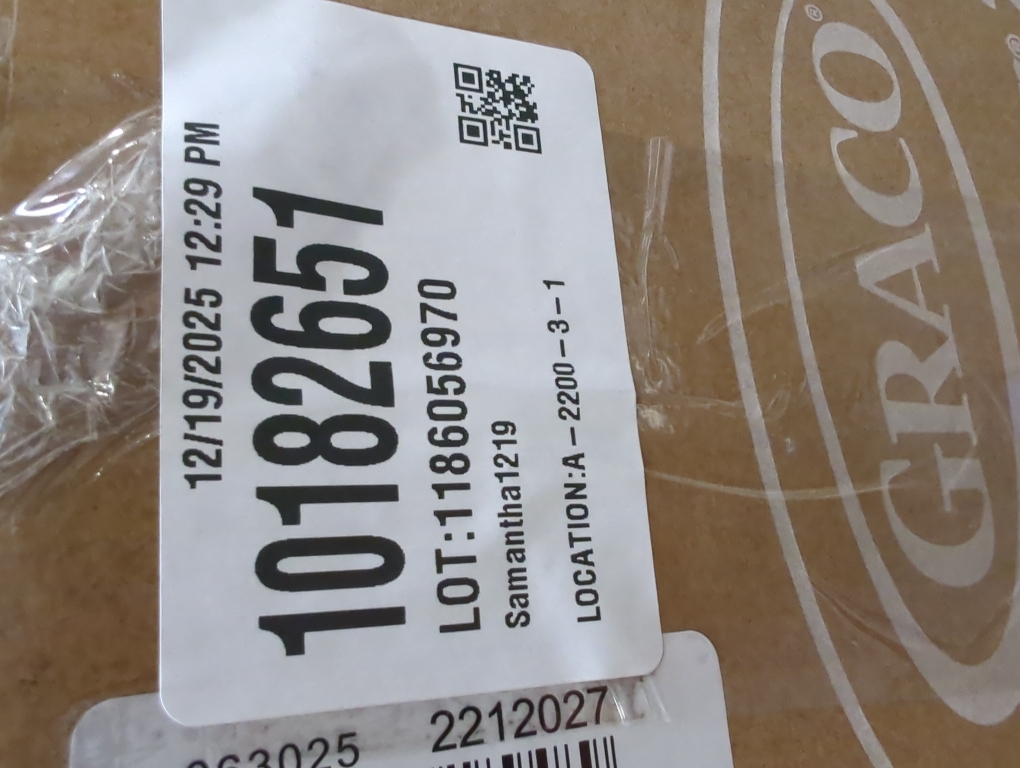 12/19/2025 12:29 PM
10182651
LOT:1186056970
Samantha1219
LOCATION:A-2200-3-1
2212027
GRACO®